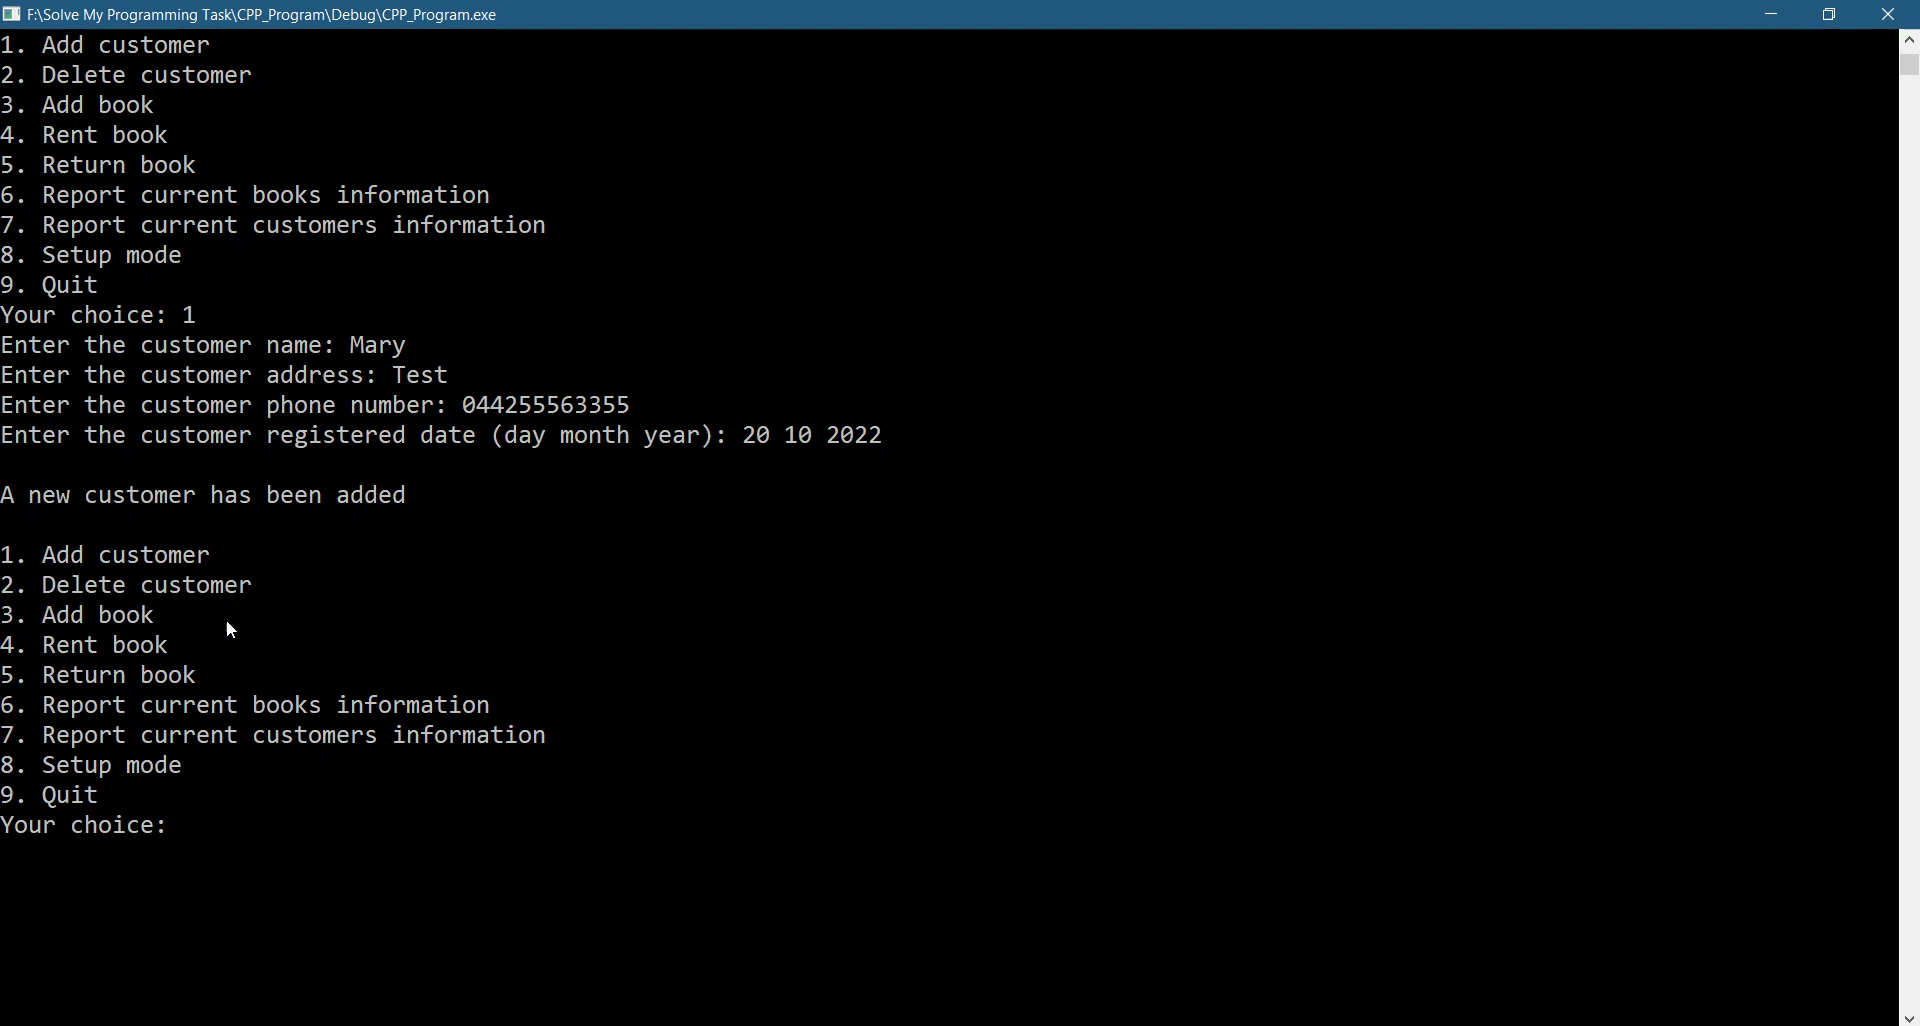 F:\Solve My Programming Task\CPP_Program\Debug\CPP_Program.exe
1. Add customer
2. Delete customer
3. Add book
4. Rent book
5. Return book
6. Report current books information
7. Report current customers information
8. Setup mode
9. Quit
Your choice: 1
Enter the customer name: Mary
Enter the customer address: Test
Enter the customer phone number: 044255563355
Enter the customer registered date (day month year): 20 10 2022
A new customer has been added
1. Add customer
2. Delete customer
3. Add book
4. Rent book
5. Return book
6. Report current books information
7. Report current customers information
8. Setup mode
9. Quit
Your choice: